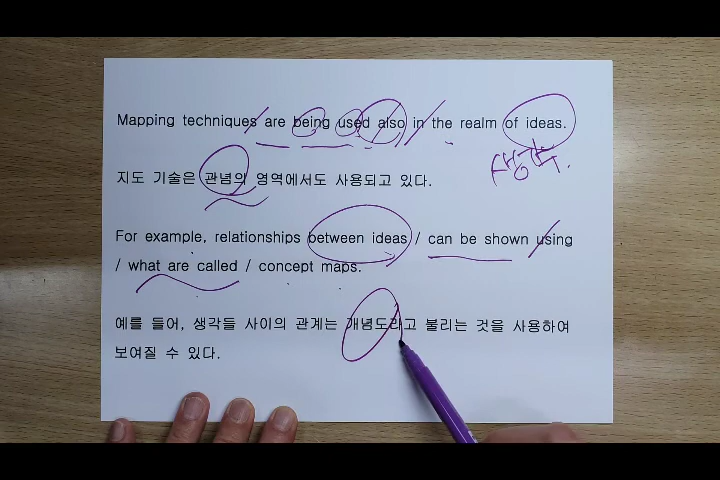 Mapping techniques / are being used also / in / the realm of ideas.
생각.
지도 기술은 관념의 영역에서도 사용되고 있다.
For example, relationships between ideas / can be shown / using
/ what are called / concept maps.
예를 들어, 생각들 사이의 관계는 개념도라고 불리는 것을 사용하여
보여질 수 있다.